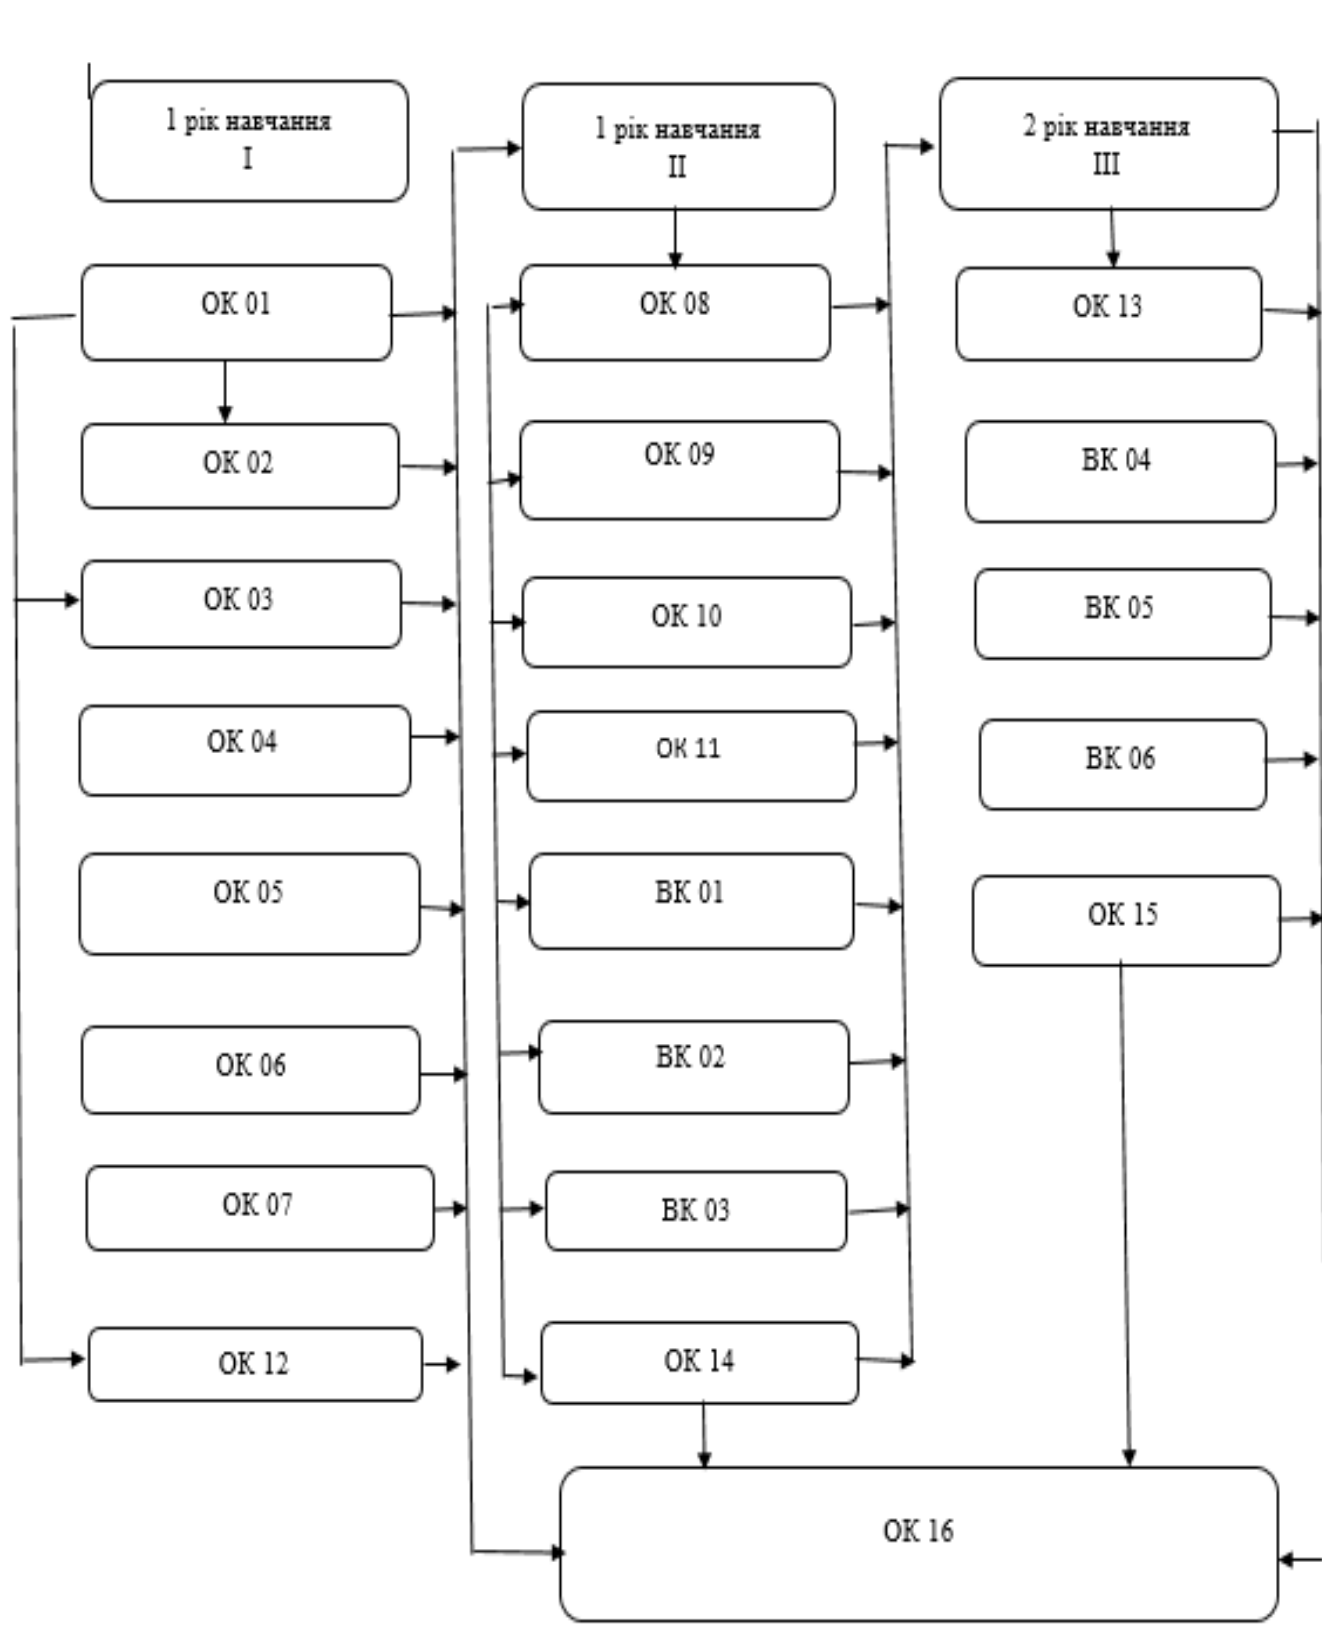 1 рік навчання
I
ОК 01
ОК 02
ОК 03
ОК 04
ОК 05
ОК 06
ОК 07
ОК 12
1 рік навчання
II
ОК 08
ОК 09
ОК 10
ОК 11
ВК 01
ВК 02
ВК 03
ОК 14
2 рік навчання
III
ОК 13
ВК 04
ВК 05
ВК 06
ОК 15
ОК 16